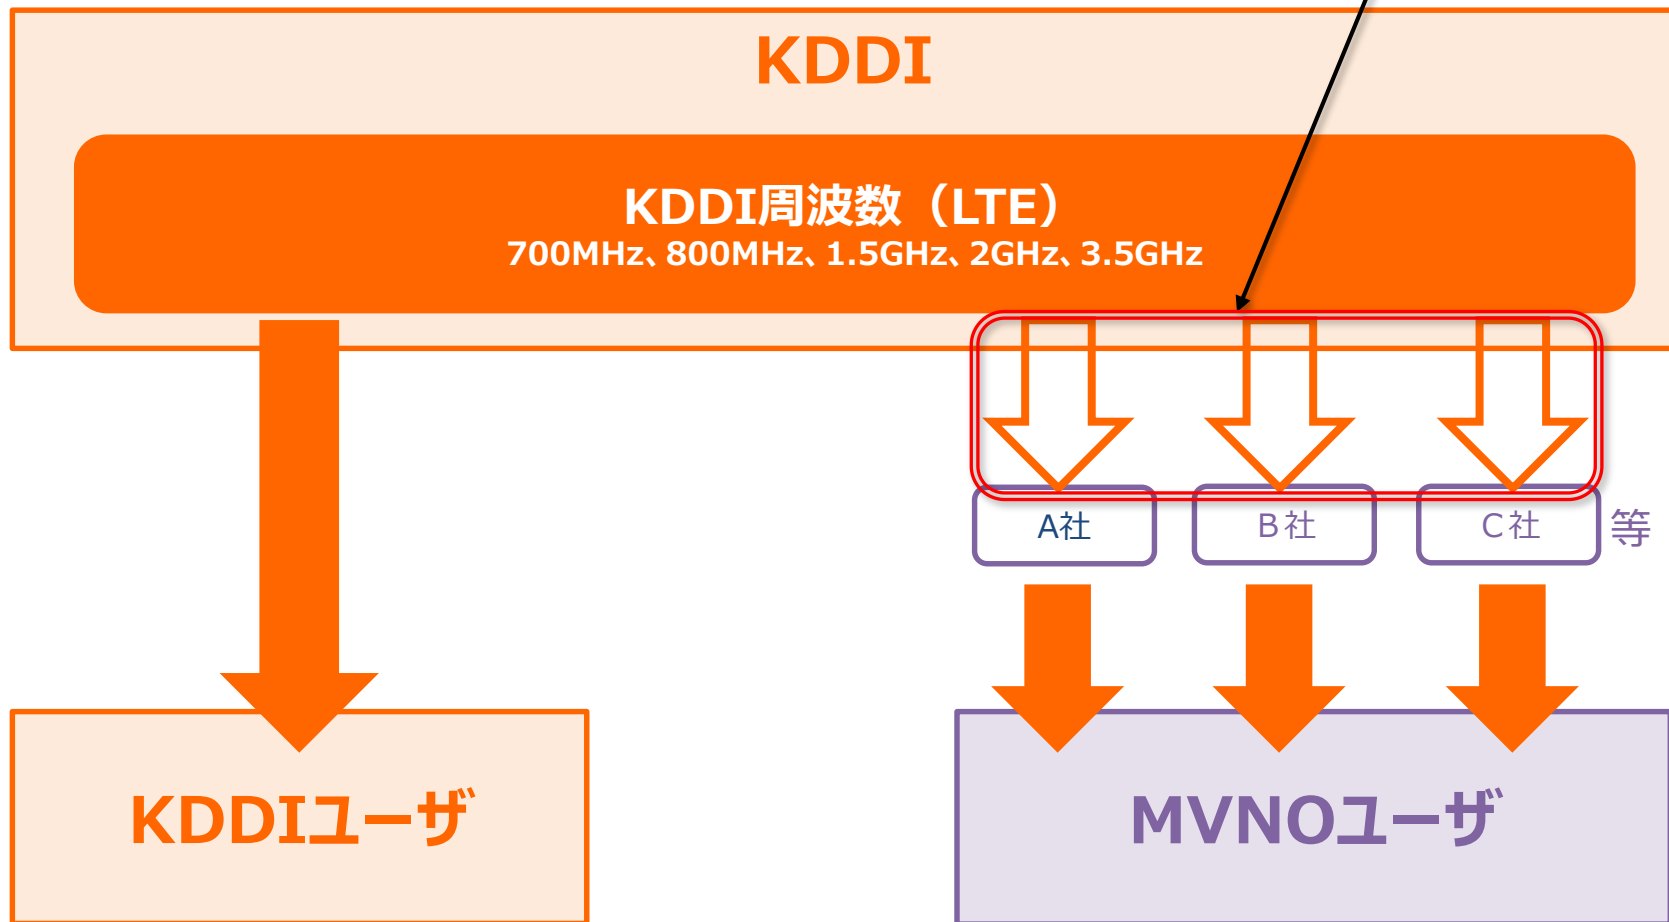 KDDI
KDDI周波数（LTE）
700MHz、800MHz、1.5GHz、2GHz、3.5GHz
A社
B社
C社
等
KDDIユーザ
MVNOユーザ